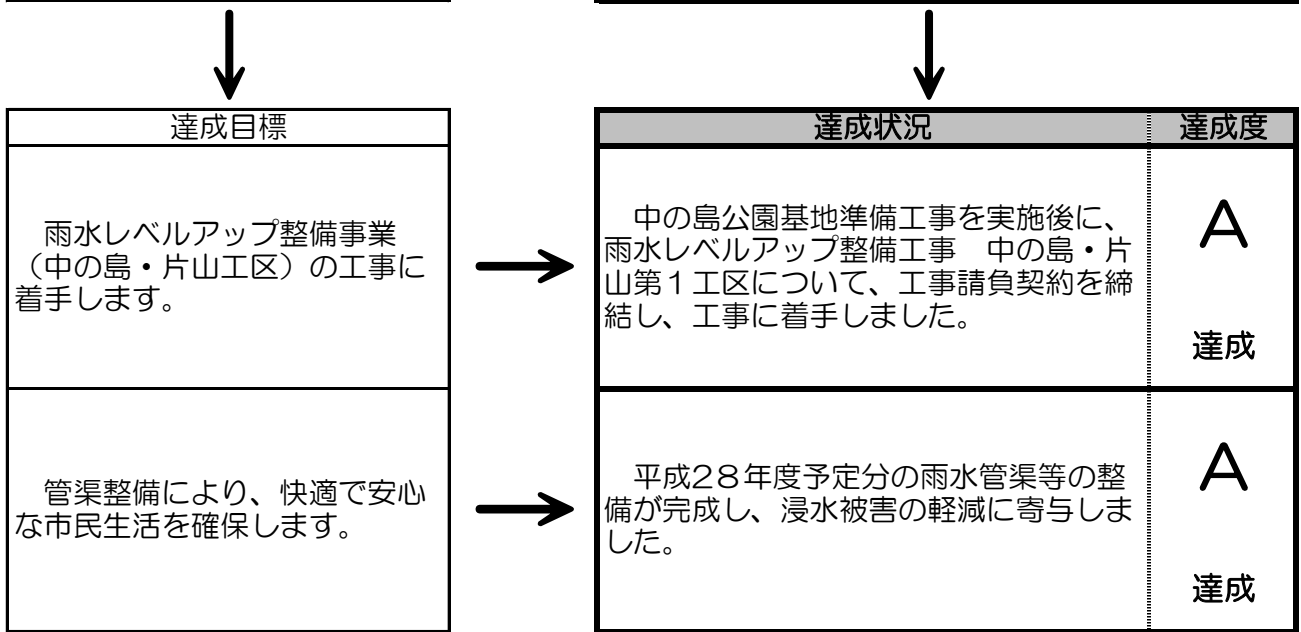 達成目標
達成状況
達成度
雨水レベルアップ整備事業
（中の島・片山工区）の工事に
着手します。
中の島公園基地準備工事を実施後に、
雨水レベルアップ整備工事　中の島・片
山第１工区について、工事請負契約を締
結し、工事に着手しました。
A
達成
管渠整備により、快適で安心
な市民生活を確保します。
平成28年度予定分の雨水管渠等の整
備が完成し、浸水被害の軽減に寄与しま
した。
A
達成